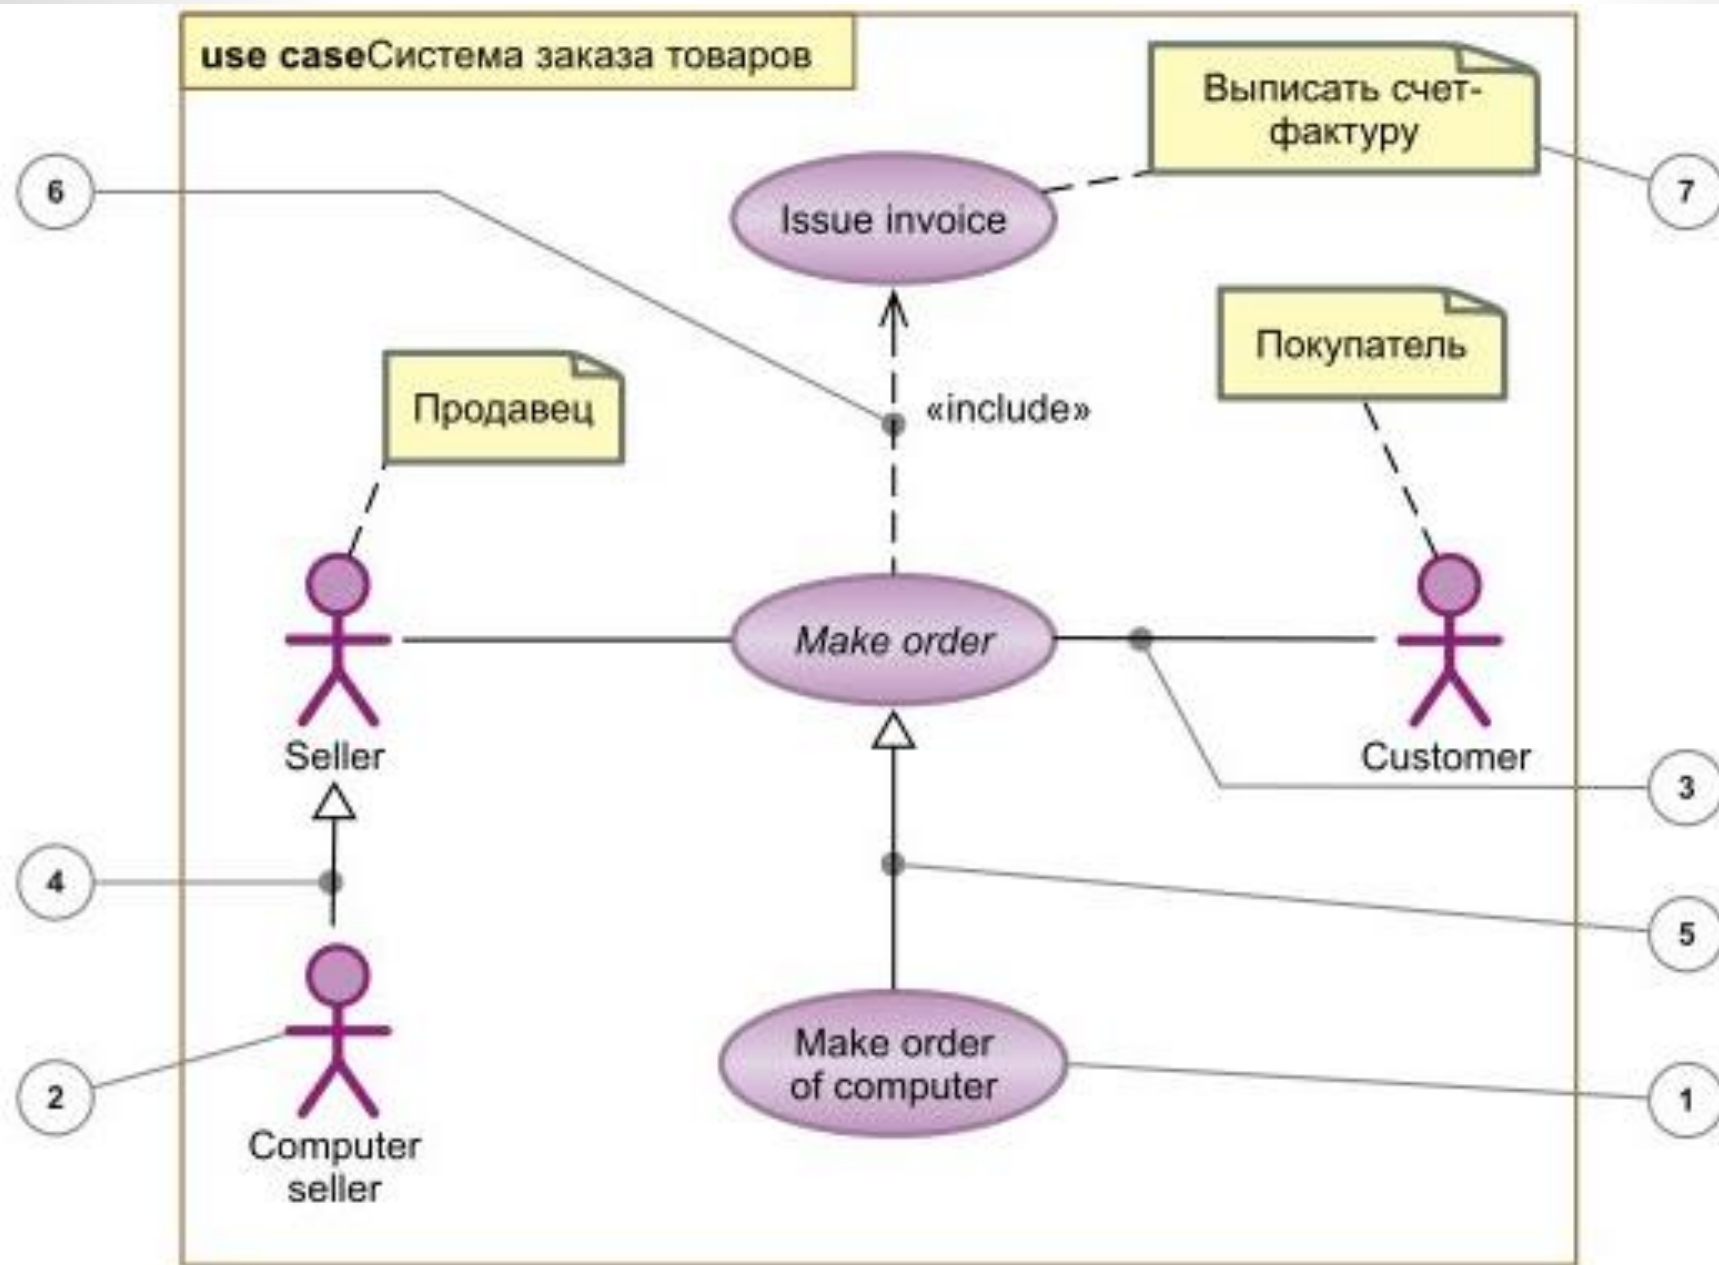 use caseСистема заказа товаров
Выписать счет-
фактуру
6
7
Issue invoice
Покупатель
Продавец
«include»
Make order
Seller
Customer
3
4
5
Make order
of computer
2
1
Computer
seller